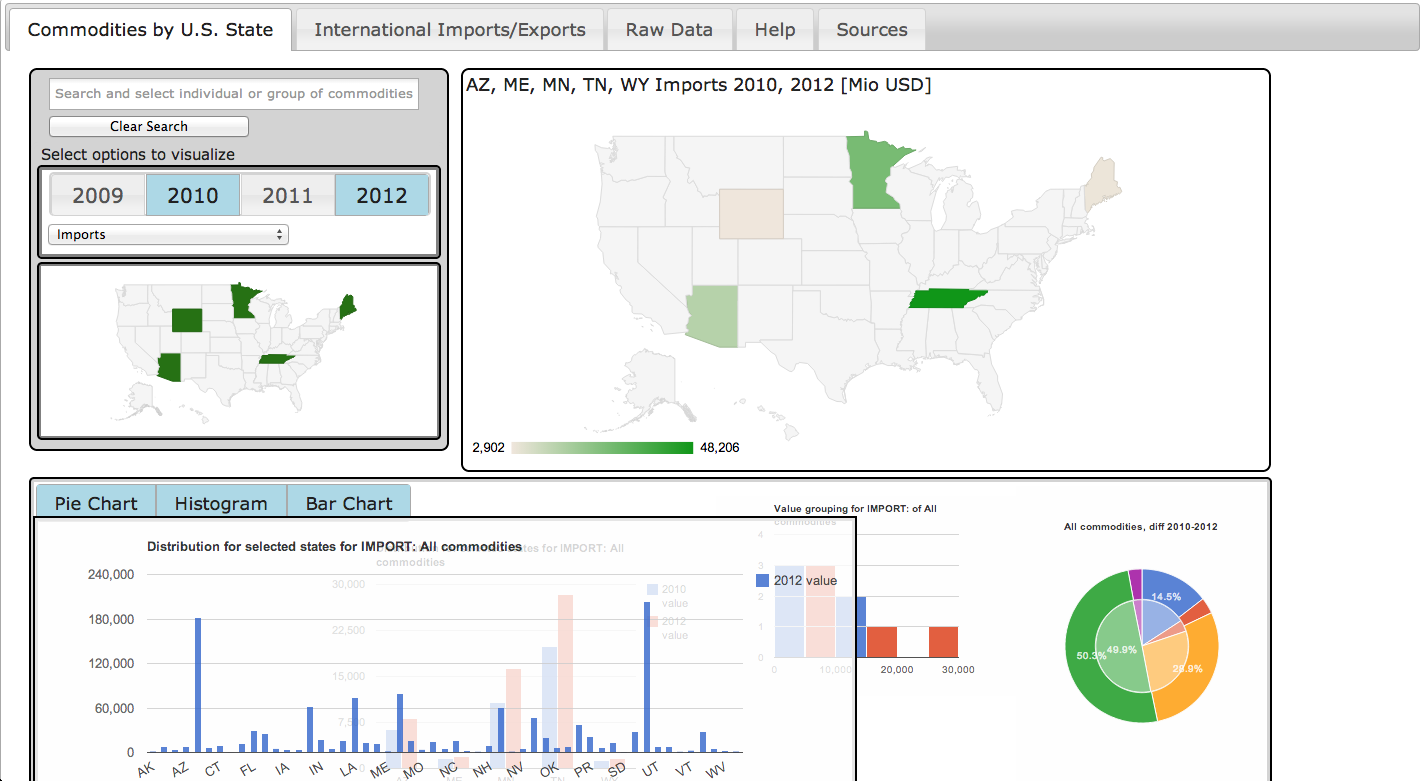 Commodities by U.S. State
International Imports/Exports
Raw Data
Help
Sources
Search and select individual or group of commodities
Clear Search
Select options to visualize
2009
2010
2011
2012
Imports
AZ, ME, MN, TN, WY Imports 2010, 2012 [Mio USD]
2,902
48,206
Pie Chart
Histogram
Bar Chart
Distribution for selected states for IMPORT: All commodities
240,000
180,000
120,000
60,000
0
AK
AZ
CT
FL
IA
IN
LA
ME
MO
NC
NH
NV
OK
PR
SD
UT
VT
WV
2012 value
tes for IMPORT: All
commodities
30,000
22,500
15,000
7,500
0
2010
value
2012
value
AZ
ME
MN
TN
WY
Value grouping for IMPORT: of All
commodities
4
3
2
1
0
0
10,000
20,000
30,000
All commodities, diff 2010-2012
14.5%
50.3%
49.9%